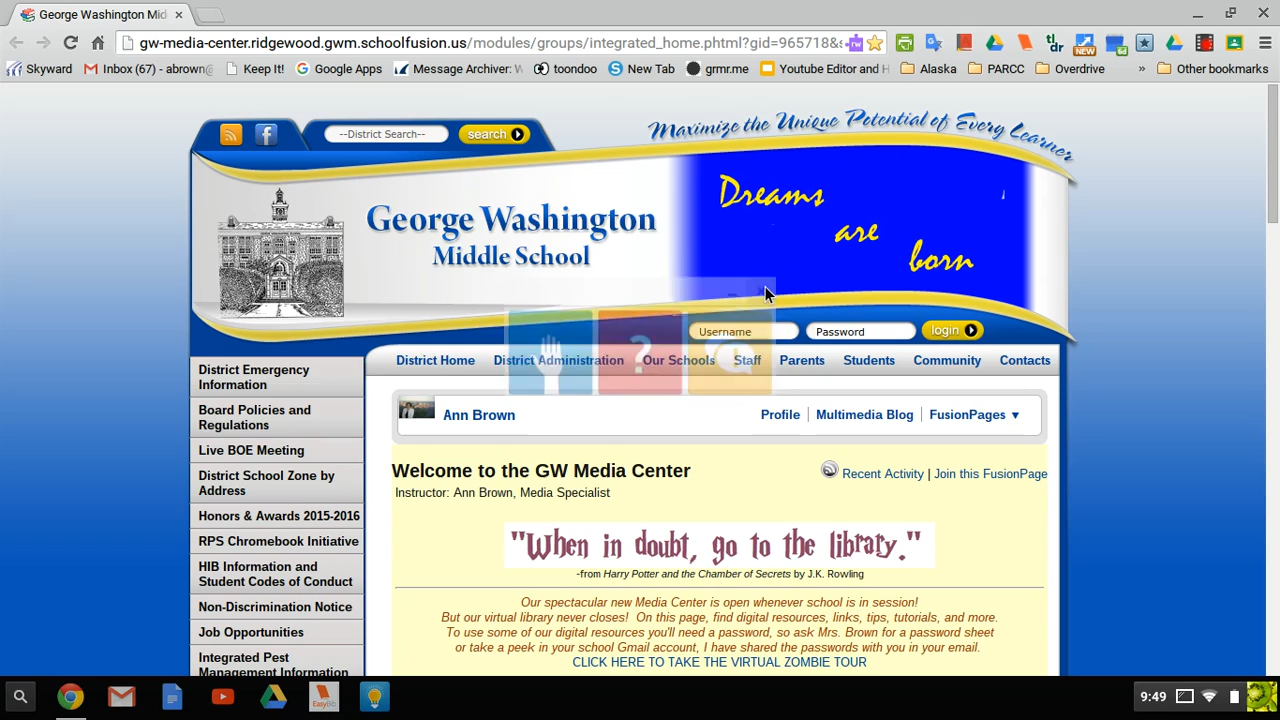 George Washington Mid
gwmedia-center.ridgewood.gwm.schoolfusion.us/modules/groups/integrated_home.phtml?gid=965718&
tl;dr
NEW
Skyward
Inbox (67) - abrown@
Keep It!
Google Apps
Message Archiver: W
toondoo
New Tab
grmr.me
Youtube Editor and H
Alaska
PARCC
Overdrive
»
Other bookmarks
--District Search--
search
Maximize the Unique Potential of Every Learner
George Washington
Middle School
Dreams
are
born
Username
Password
login
District Home
District Administration
Our Schools
Staff
Parents
Students
Community
Contacts
District Emergency
Information
Board Policies and
Regulations
Live BOE Meeting
District School Zone by
Address
Honors & Awards 2015-2016
RPS Chromebook Initiative
HIB Information and
Student Codes of Conduct
Non-Discrimination Notice
Job Opportunities
Integrated Pest
Management Information
?
Ann Brown
Profile
Multimedia Blog
FusionPages ▼
Welcome to the GW Media Center
Recent Activity | Join this FusionPage
Instructor: Ann Brown, Media Specialist
"When in doubt, go to the library."
-from Harry Potter and the Chamber of Secrets by J.K. Rowling
Our spectacular new Media Center is open whenever school is in session!
But our virtual library never closes! On this page, find digital resources, links, tips, tutorials, and more.
To use some of our digital resources you'll need a password, so ask Mrs. Brown for a password sheet
or take a peek in your school Gmail account, I have shared the passwords with you in your email.
CLICK HERE TO TAKE THE VIRTUAL ZOMBIE TOUR
EasyBib
9:49